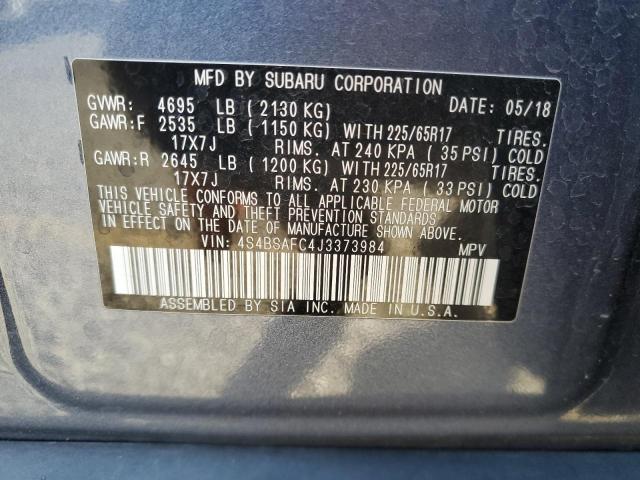 MFD BY SUBARU CORPORATION
GVWR: 4695 LB (2130 KG) DATE: 05/18
GAWR:F 2535 LB (1150 KG) WITH 225/65R17 TIRES.
17X7J RIMS. AT 240 KPA (35 PSI) COLD
GAWR:R 2645 LB (1200 KG) WITH 225/65R17 TIRES.
17X7J RIMS. AT 230 KPA (33 PSI) COLD
THIS VEHICLE CONFORMS TO ALL APPLICABLE FEDERAL MOTOR
VEHICLE SAFETY AND THEFT PREVENTION STANDARDS
IN EFFECT ON THE DATE OF MANUFACTURE SHOWN ABOVE.
VIN: 4S4BSAFC4J3373984 MPV
ASSEMBLED BY SIA INC. MADE IN U.S.A.